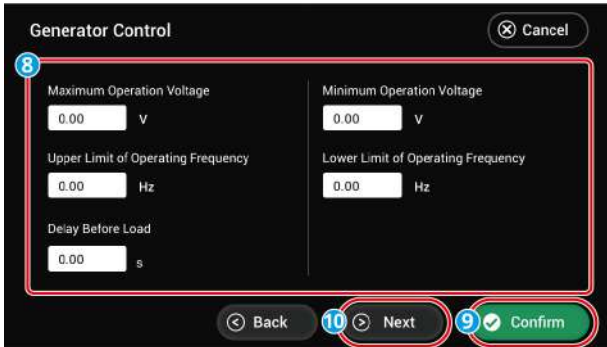 Generator Control
Cancel
8
Maximum Operation Voltage
0.00 V
Minimum Operation Voltage
0.00 V
Upper Limit of Operating Frequency
0.00 Hz
Lower Limit of Operating Frequency
0.00 Hz
Delay Before Load
0.00 s
Back
10 Next
9 Confirm